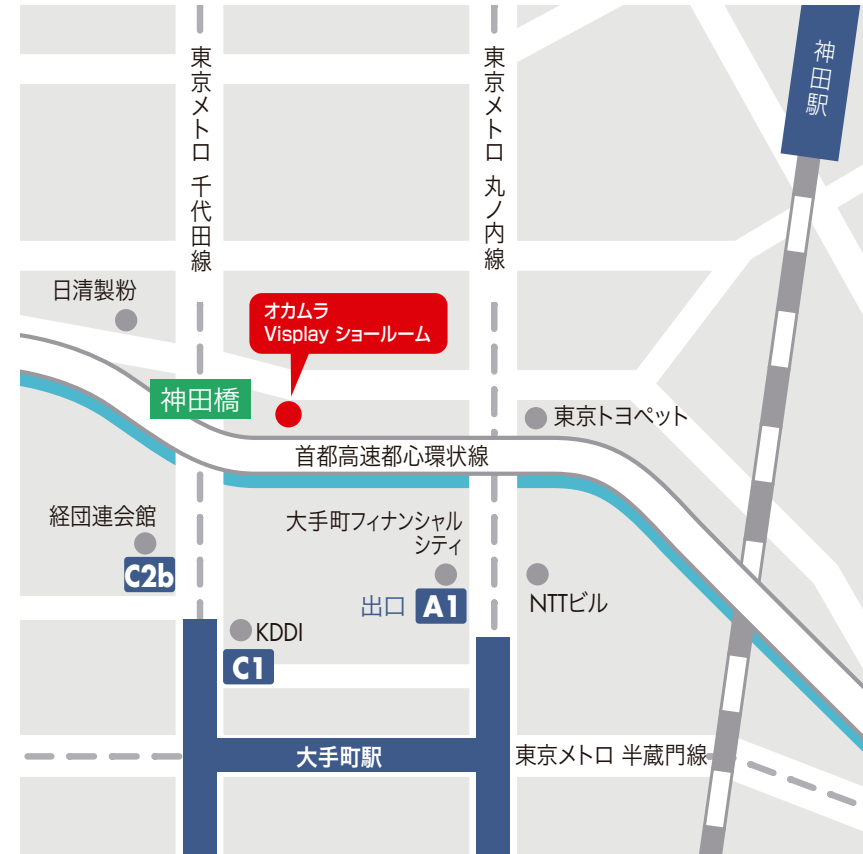 神田駅
東京メトロ 千代田線
東京メトロ 丸ノ内線
日清製粉
オカムラ
Visplay ショールーム
神田橋
東京トヨペット
首都高速都心環状線
経団連会館
C2b
大手町フィナンシャル
シティ
出口 A1
NTTビル
KDDI
C1
大手町駅
東京メトロ 半蔵門線